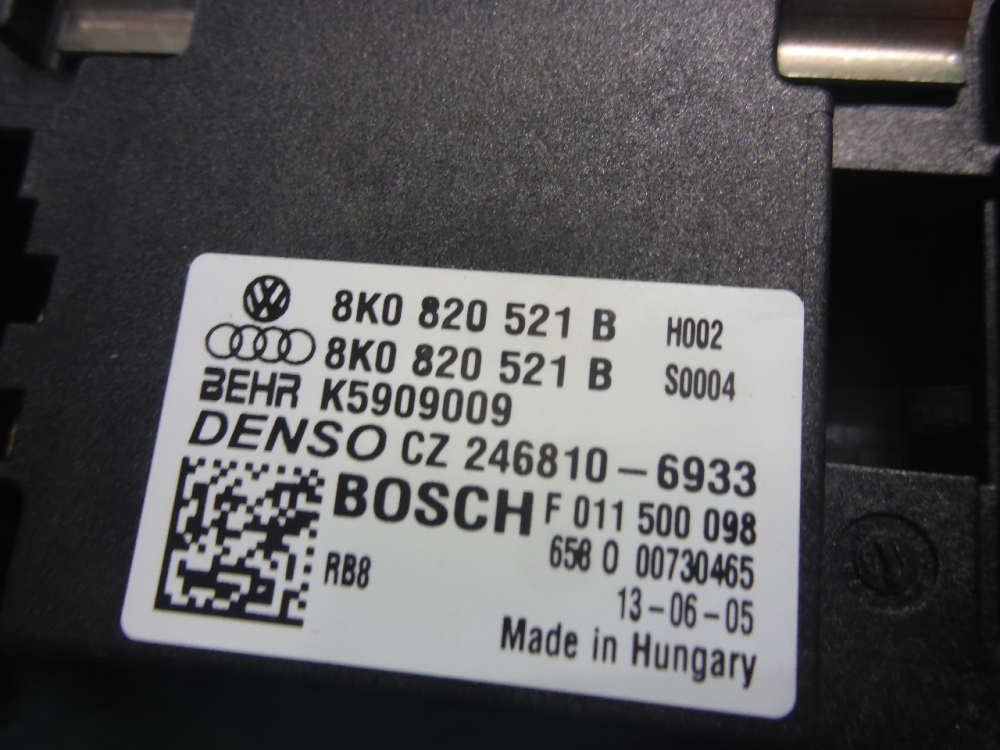 8K0 820 521 B H002
8K0 820 521 B S0004
BEHR K5909009
DENSO CZ 246810-6933
BOSCH F 011 500 098
658 0 00730465
RB8
13-06-05
Made in Hungary